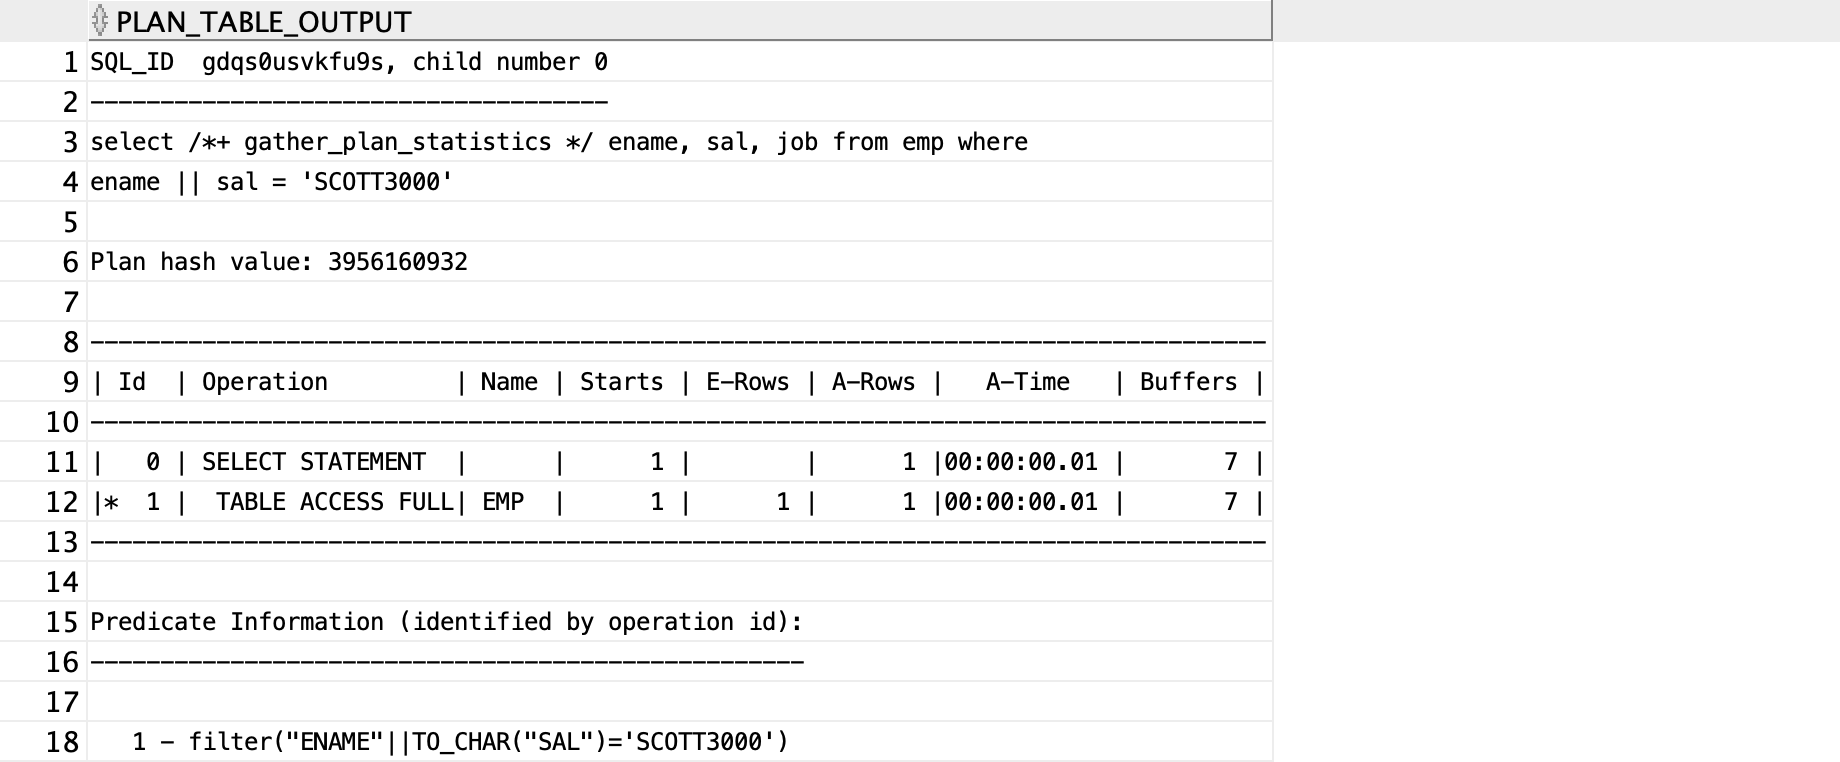 PLAN_TABLE_OUTPUT
1 SQL_ID  gdqs0usvkfu9s, child number 0
2 -------------------------------------
3 select /*+ gather_plan_statistics */ ename, sal, job from emp where
4 ename || sal = 'SCOTT3000'
5
6 Plan hash value: 3956160932
7
8 ------------------------------------------------------------------------------------
9 | Id  | Operation         | Name | Starts | E-Rows | A-Rows |   A-Time   | Buffers |
10 ------------------------------------------------------------------------------------
11 |   0 | SELECT STATEMENT  |      |      1 |        |      1 |00:00:00.01 |       7 |
12 |*  1 |  TABLE ACCESS FULL| EMP  |      1 |      1 |      1 |00:00:00.01 |       7 |
13 ------------------------------------------------------------------------------------
14
15 Predicate Information (identified by operation id):
16 ---------------------------------------------------
17
18    1 - filter("ENAME"||TO_CHAR("SAL")='SCOTT3000')